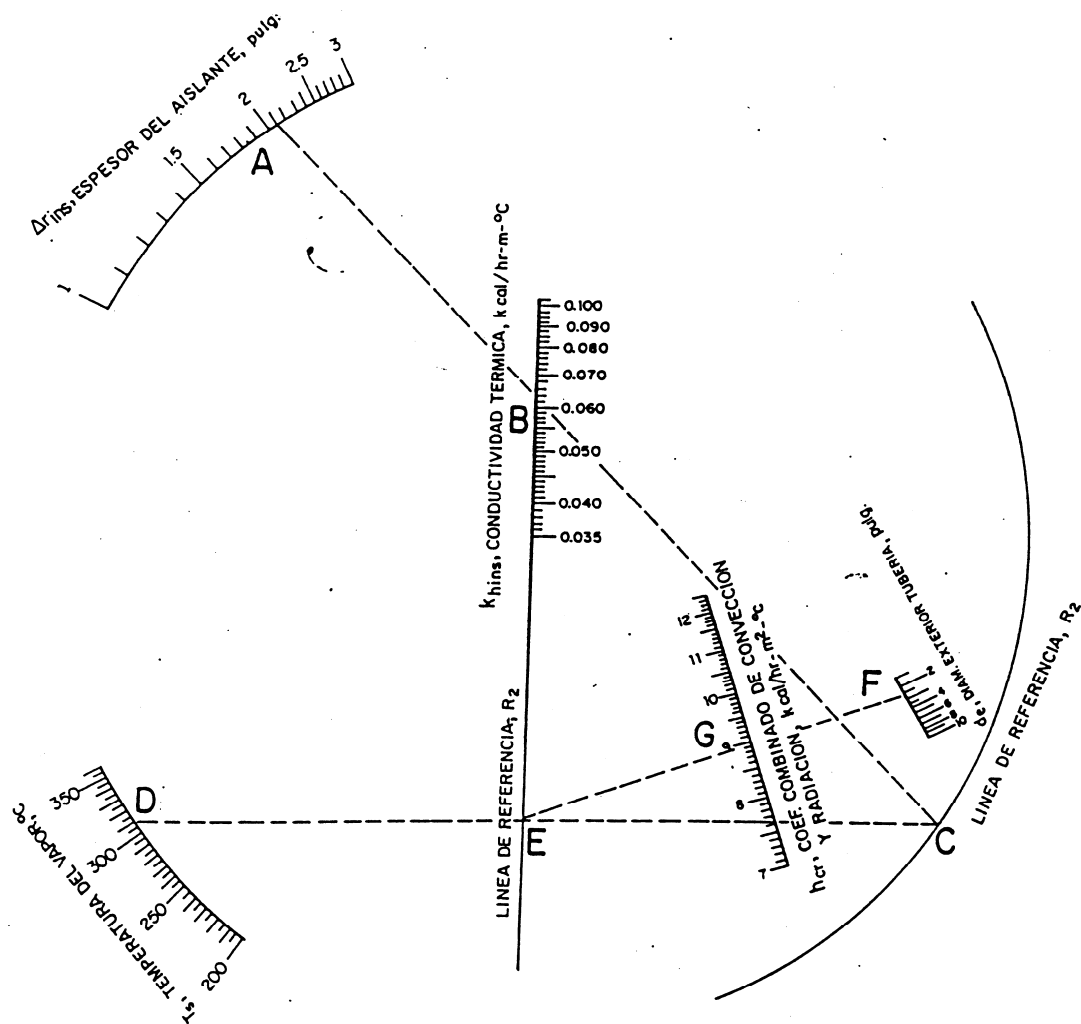 Δrins, ESPESOR DEL AISLANTE, pulg.
1
1.5
2
2.5
3
A
khins, CONDUCTIVIDAD TERMICA, kcal/hr-m-°C
0.100
0.090
0.080
0.070
0.060
0.050
0.040
0.035
B
LINEA DE REFERENCIA, R2
E
hcr, COEF. COMBINADO DE CONVECCION
Y RADIACION, kcal/hr-m2-°C
12
11
10
9
8
7
G
F
de, DIAM. EXTERIOR TUBERIA, pulg.
2
4
LINEA DE REFERENCIA, R2
C
D
350
300
250
200
Ts, TEMPERATURA DEL VAPOR, °C